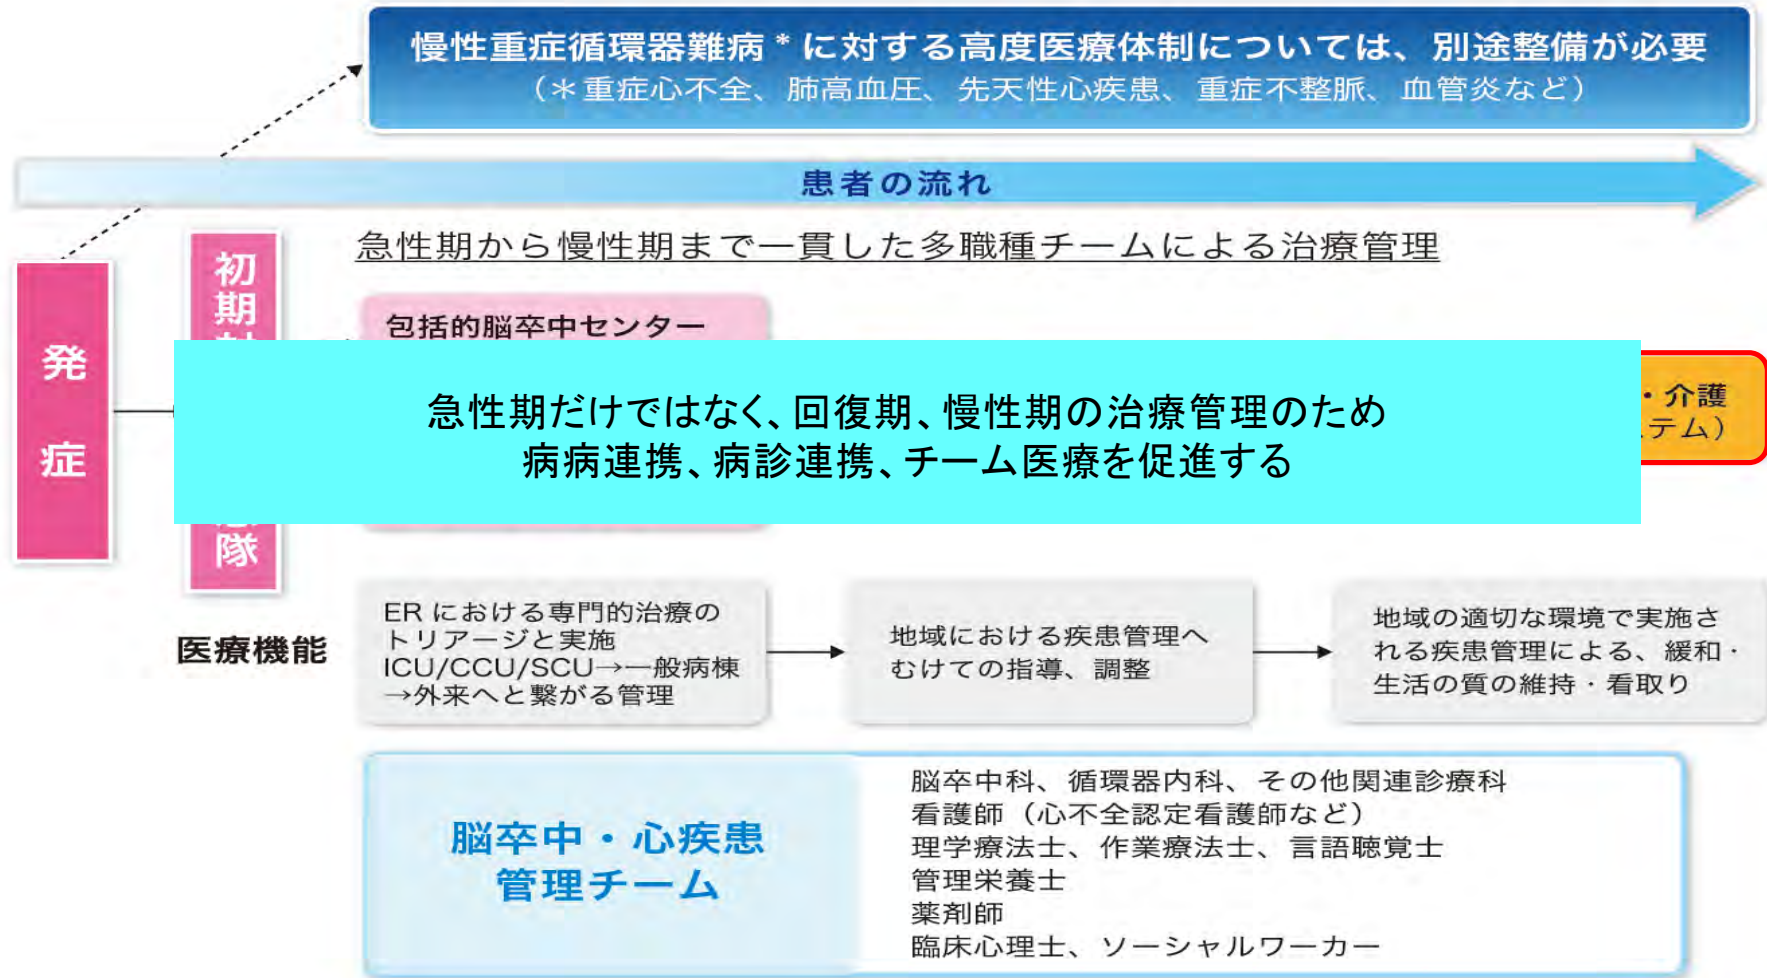 慢性重症循環器難病*に対する高度医療体制については、別途整備が必要
（＊重症心不全、肺高血圧、先天性心疾患、重症不整脈、血管炎など）
患者の流れ
急性期から慢性期まで一貫した多職種チームによる治療管理
発症
初期
隊
包括的脳卒中センター
急性期だけではなく、回復期、慢性期の治療管理のため
病病連携、病診連携、チーム医療を促進する
・介護
テム）
医療機能
ER における専門的治療の
トリアージと実施
ICU/CCU/SCU→一般病棟
→外来へと繋がる管理
地域における疾患管理へ
むけての指導、調整
地域の適切な環境で実施さ
れる疾患管理による、緩和・
生活の質の維持・看取り
脳卒中・心疾患
管理チーム
脳卒中科、循環器内科、その他関連診療科
看護師（心不全認定看護師など）
理学療法士、作業療法士、言語聴覚士
管理栄養士
薬剤師
臨床心理士、ソーシャルワーカー